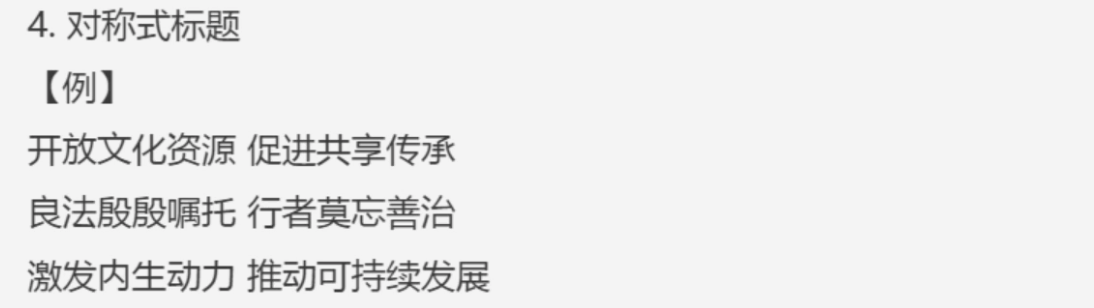 4. 对称式标题
【例】
开放文化资源 促进共享传承
良法殷殷嘱托 行者莫忘善治
激发内生动力 推动可持续发展